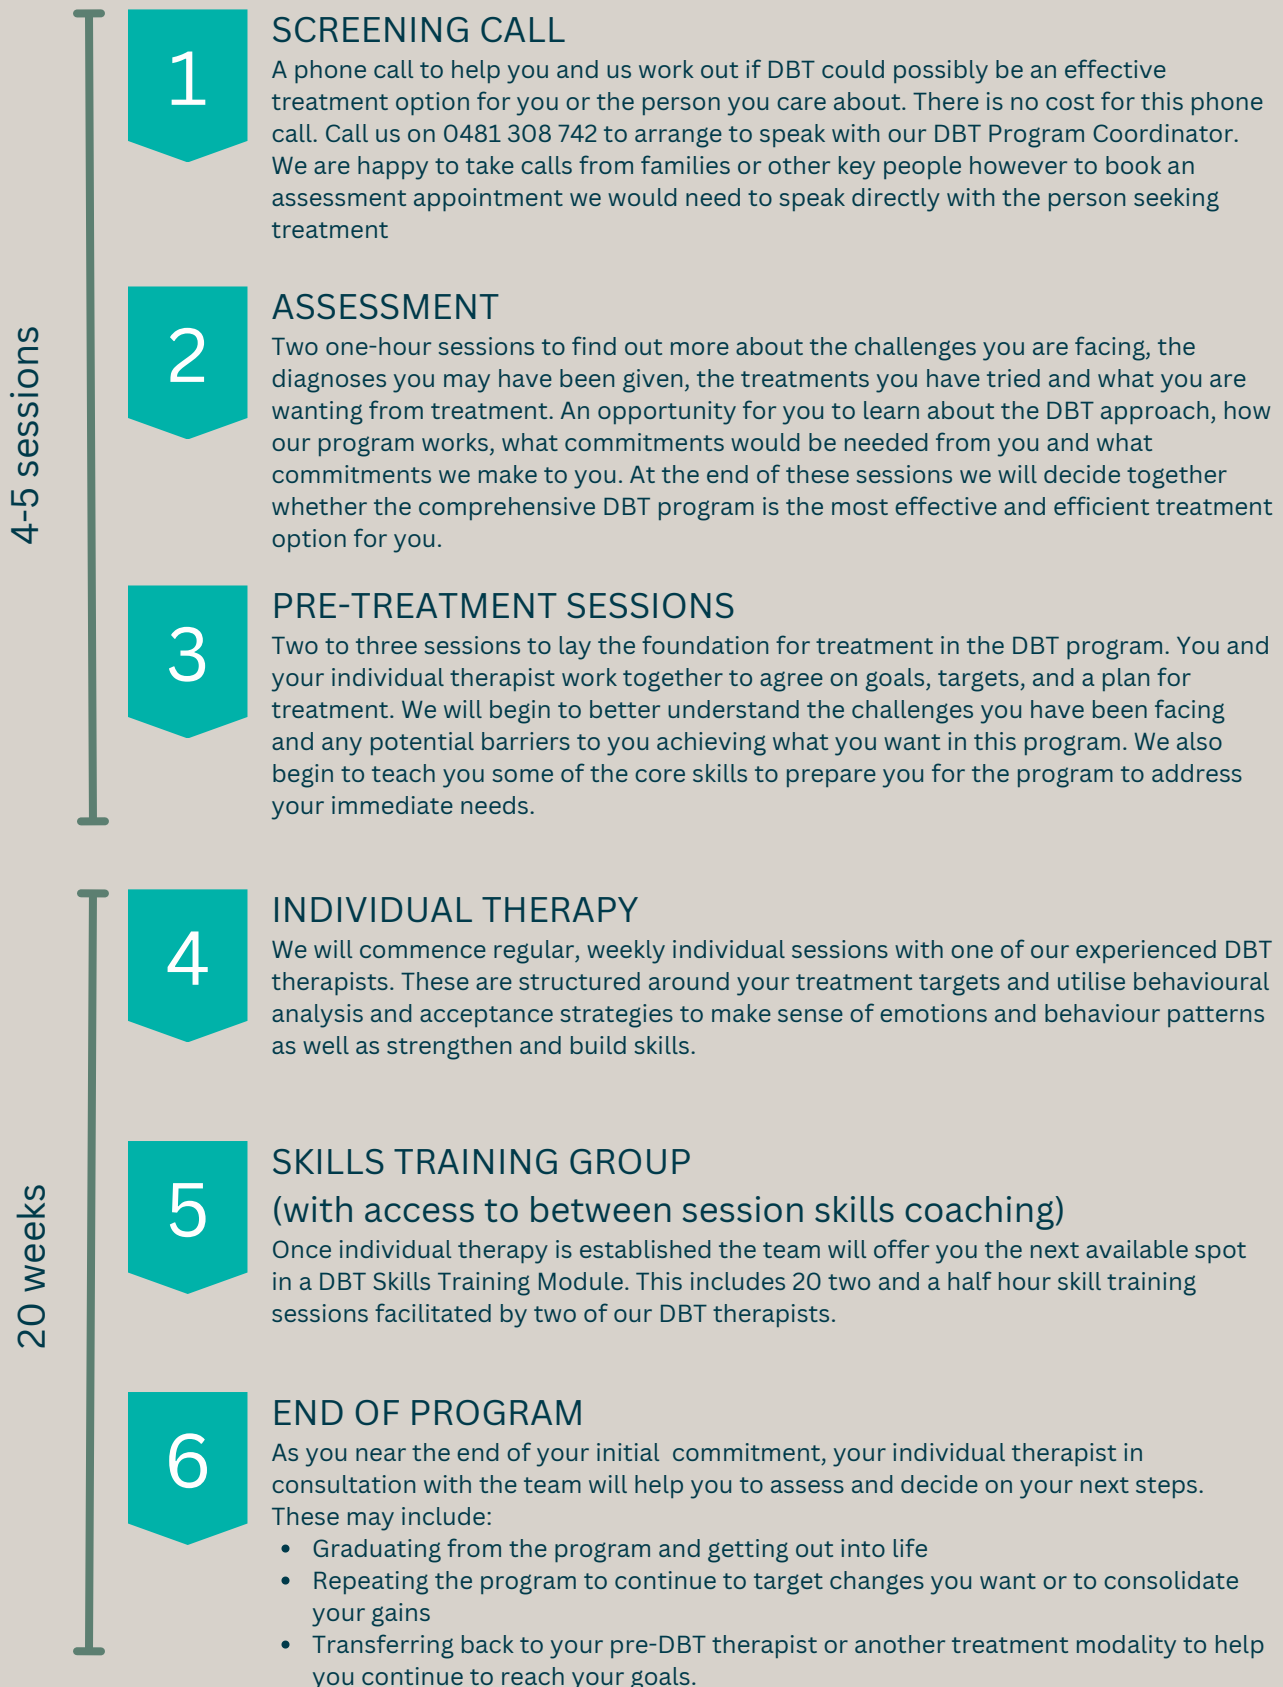 4-5 sessions
1
SCREENING CALL
A phone call to help you and us work out if DBT could possibly be an effective
treatment option for you or the person you care about. There is no cost for this phone
call. Call us on 0481 308 742 to arrange to speak with our DBT Program Coordinator.
We are happy to take calls from families or other key people however to book an
assessment appointment we would need to speak directly with the person seeking
treatment
2
ASSESSMENT
Two one-hour sessions to find out more about the challenges you are facing, the
diagnoses you may have been given, the treatments you have tried and what you are
wanting from treatment. An opportunity for you to learn about the DBT approach, how
our program works, what commitments would be needed from you and what
commitments we make to you. At the end of these sessions we will decide together
whether the comprehensive DBT program is the most effective and efficient treatment
option for you.
3
PRE-TREATMENT SESSIONS
Two to three sessions to lay the foundation for treatment in the DBT program. You and
your individual therapist work together to agree on goals, targets, and a plan for
treatment. We will begin to better understand the challenges you have been facing
and any potential barriers to you achieving what you want in this program. We also
begin to teach you some of the core skills to prepare you for the program to address
your immediate needs.
20 weeks
4
INDIVIDUAL THERAPY
We will commence regular, weekly individual sessions with one of our experienced DBT
therapists. These are structured around your treatment targets and utilise behavioural
analysis and acceptance strategies to make sense of emotions and behaviour patterns
as well as strengthen and build skills.
5
SKILLS TRAINING GROUP
(with access to between session skills coaching)
Once individual therapy is established the team will offer you the next available spot
in a DBT Skills Training Module. This includes 20 two and a half hour skill training
sessions facilitated by two of our DBT therapists.
6
END OF PROGRAM
As you near the end of your initial  commitment, your individual therapist in
consultation with the team will help you to assess and decide on your next steps.
These may include:
• Graduating from the program and getting out into life
• Repeating the program to continue to target changes you want or to consolidate
your gains
• Transferring back to your pre-DBT therapist or another treatment modality to help
you continue to reach your goals.